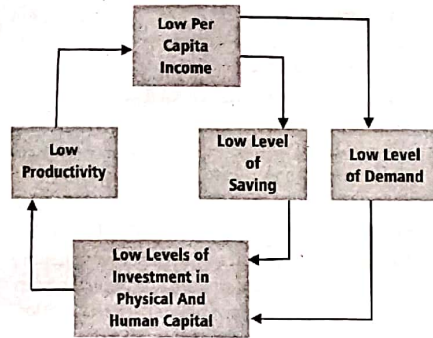 Low Per
Capita
Income
Low
Productivity
Low Level
of
Saving
Low Level
of Demand
Low Levels of
Investment in
Physical And
Human Capital